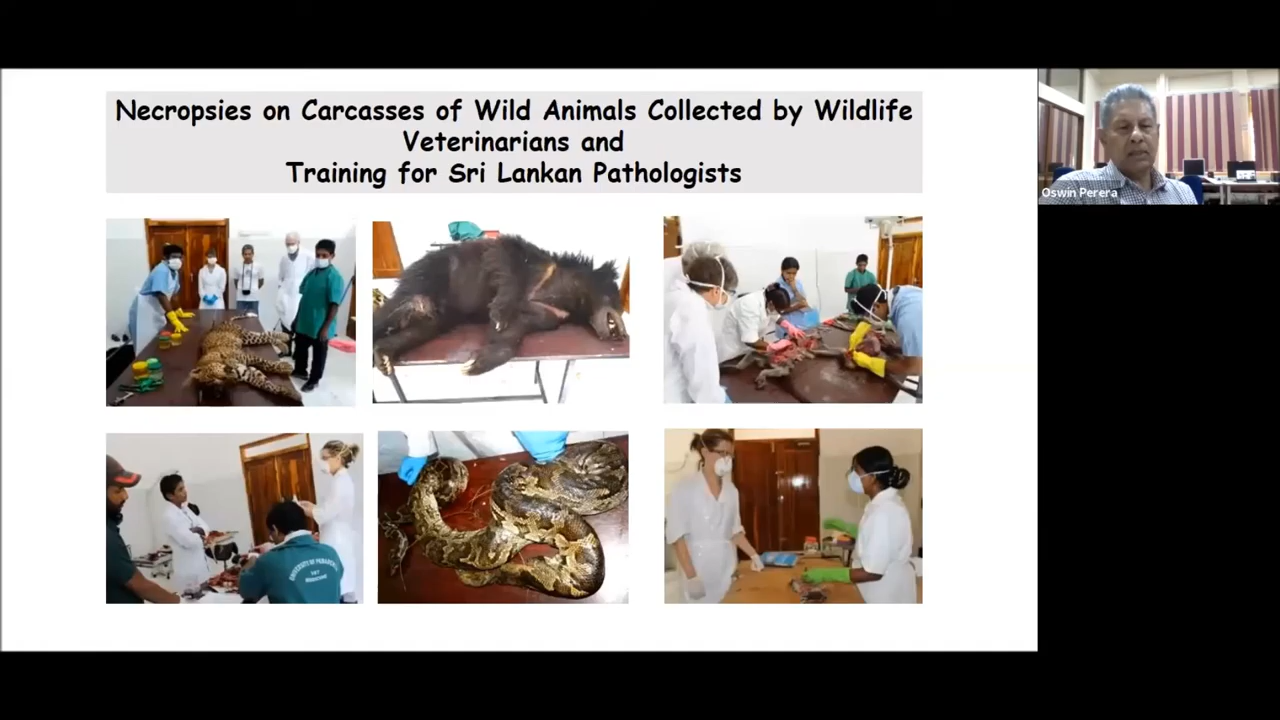 Necropsies on Carcasses of Wild Animals Collected by Wildlife
Veterinarians and
Training for Sri Lankan Pathologists
Oswin Perera